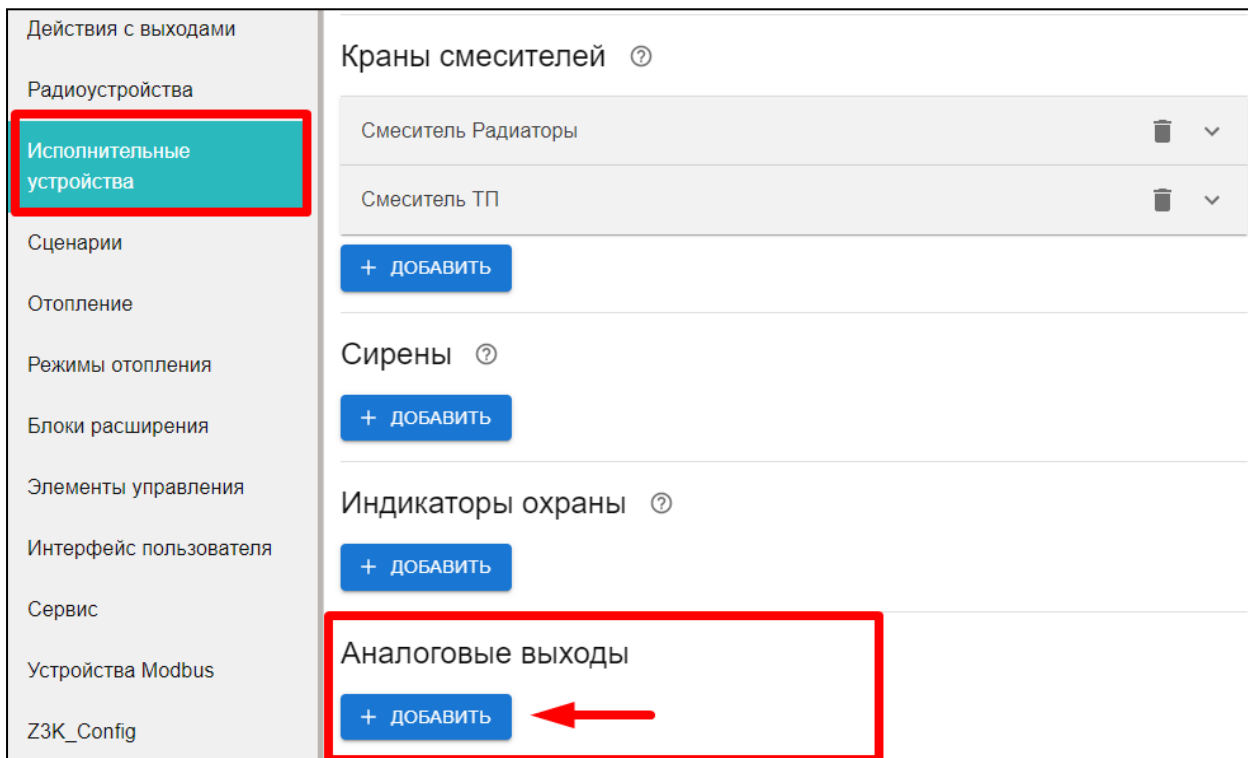 Действия с выходами
Радиоустройства
Исполнительные
устройства
Сценарии
Отопление
Режимы отопления
Блоки расширения
Элементы управления
Интерфейс пользователя
Сервис
Устройства Modbus
Z3K_Config
Краны смесителей ?
Смеситель Радиаторы
Смеситель ТП
+ ДОБАВИТЬ
Сирены ?
+ ДОБАВИТЬ
Индикаторы охраны ?
+ ДОБАВИТЬ
Аналоговые выходы
+ ДОБАВИТЬ